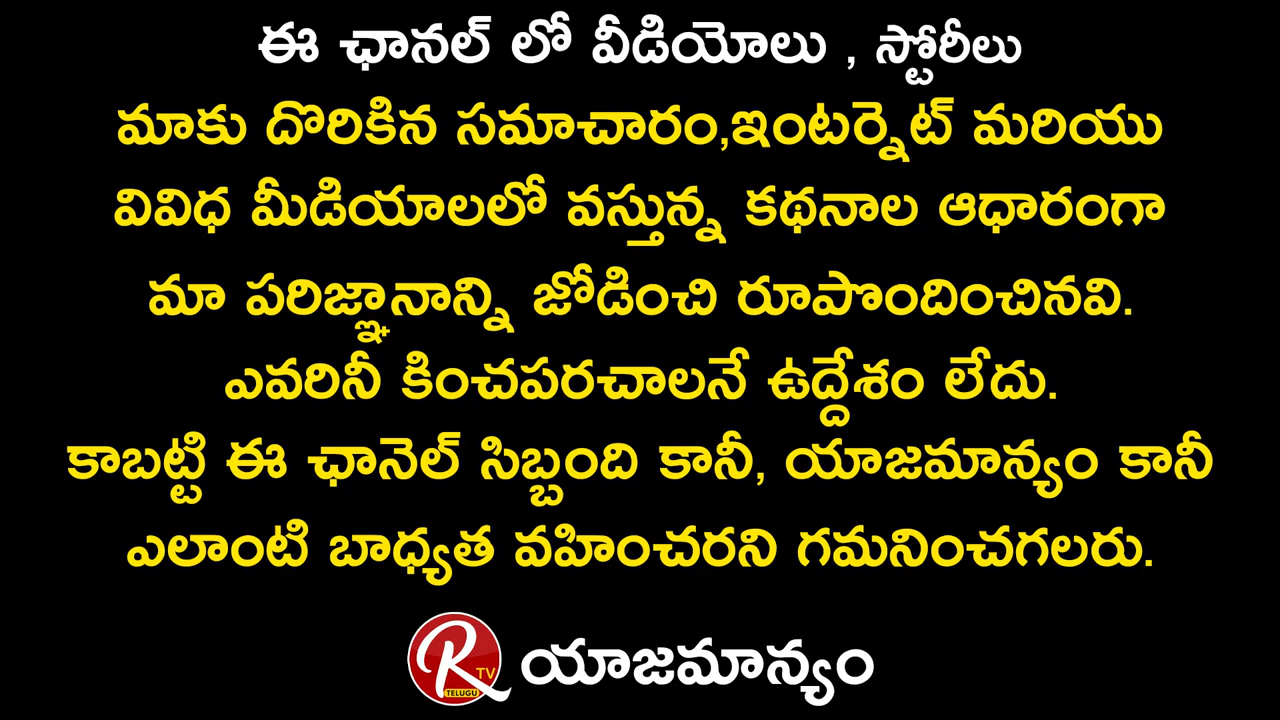 ఈ ఛానల్ లో వీడియోలు , స్టోరీలు
మాకు దొరికిన సమాచారం,ఇంటర్నెట్ మరియు
వివిధ మీడియాలలో వస్తున్న కథనాల ఆధారంగా
మా పరిజ్ఞానాన్ని జోడించి రూపొందించినవి.
ఎవరినీ కించపరచాలనే ఉద్దేశం లేదు.
కాబట్టి ఈ ఛానెల్ సిబ్బంది కానీ, యాజమాన్యం కానీ
ఎలాంటి బాధ్యత వహించరని గమనించగలరు.
R TV TELUGU యాజమాన్యం